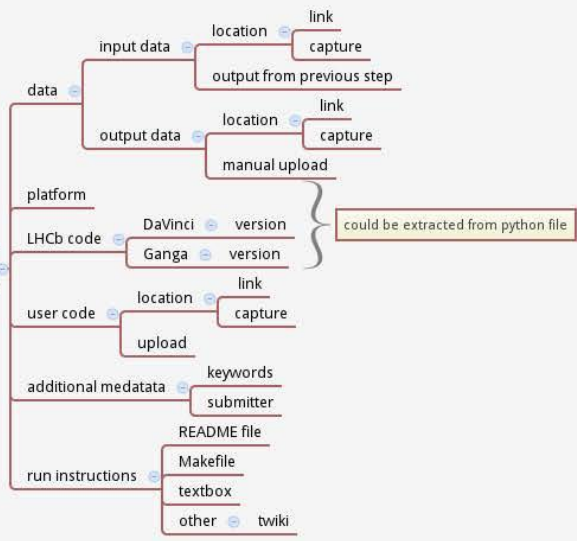 data
input data
location
link
capture
output from previous step
output data
location
link
capture
manual upload
platform
LHCb code
DaVinci
version
Ganga
version
could be extracted from python file
user code
location
link
capture
upload
additional medatata
keywords
submitter
run instructions
README file
Makefile
textbox
other
twiki